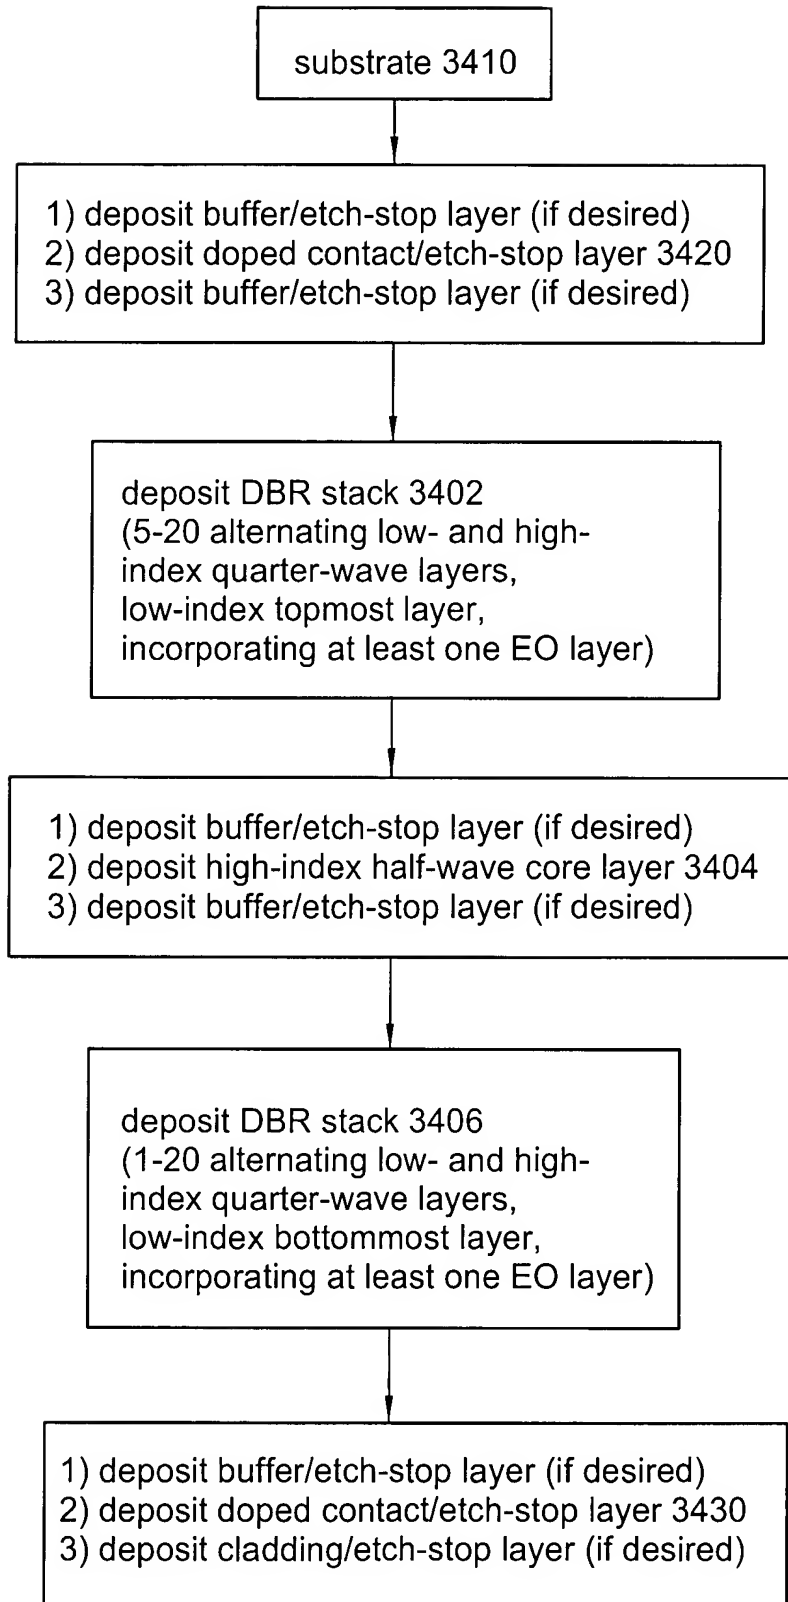 substrate 3410
1) deposit buffer/etch-stop layer (if desired)
2) deposit doped contact/etch-stop layer 3420
3) deposit buffer/etch-stop layer (if desired)
deposit DBR stack 3402
(5-20 alternating low- and high-
index quarter-wave layers,
low-index topmost layer,
incorporating at least one EO layer)
1) deposit buffer/etch-stop layer (if desired)
2) deposit high-index half-wave core layer 3404
3) deposit buffer/etch-stop layer (if desired)
deposit DBR stack 3406
(1-20 alternating low- and high-
index quarter-wave layers,
low-index bottommost layer,
incorporating at least one EO layer)
1) deposit buffer/etch-stop layer (if desired)
2) deposit doped contact/etch-stop layer 3430
3) deposit cladding/etch-stop layer (if desired)